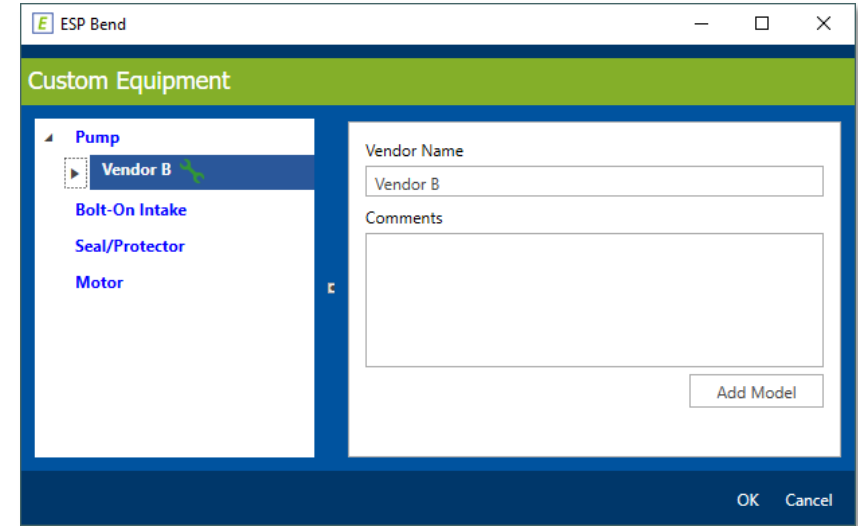 E ESP Bend
Custom Equipment
Pump
Vendor B
Bolt-On Intake
Seal/Protector
Motor
Vendor Name
Vendor B
Comments
Add Model
OK Cancel